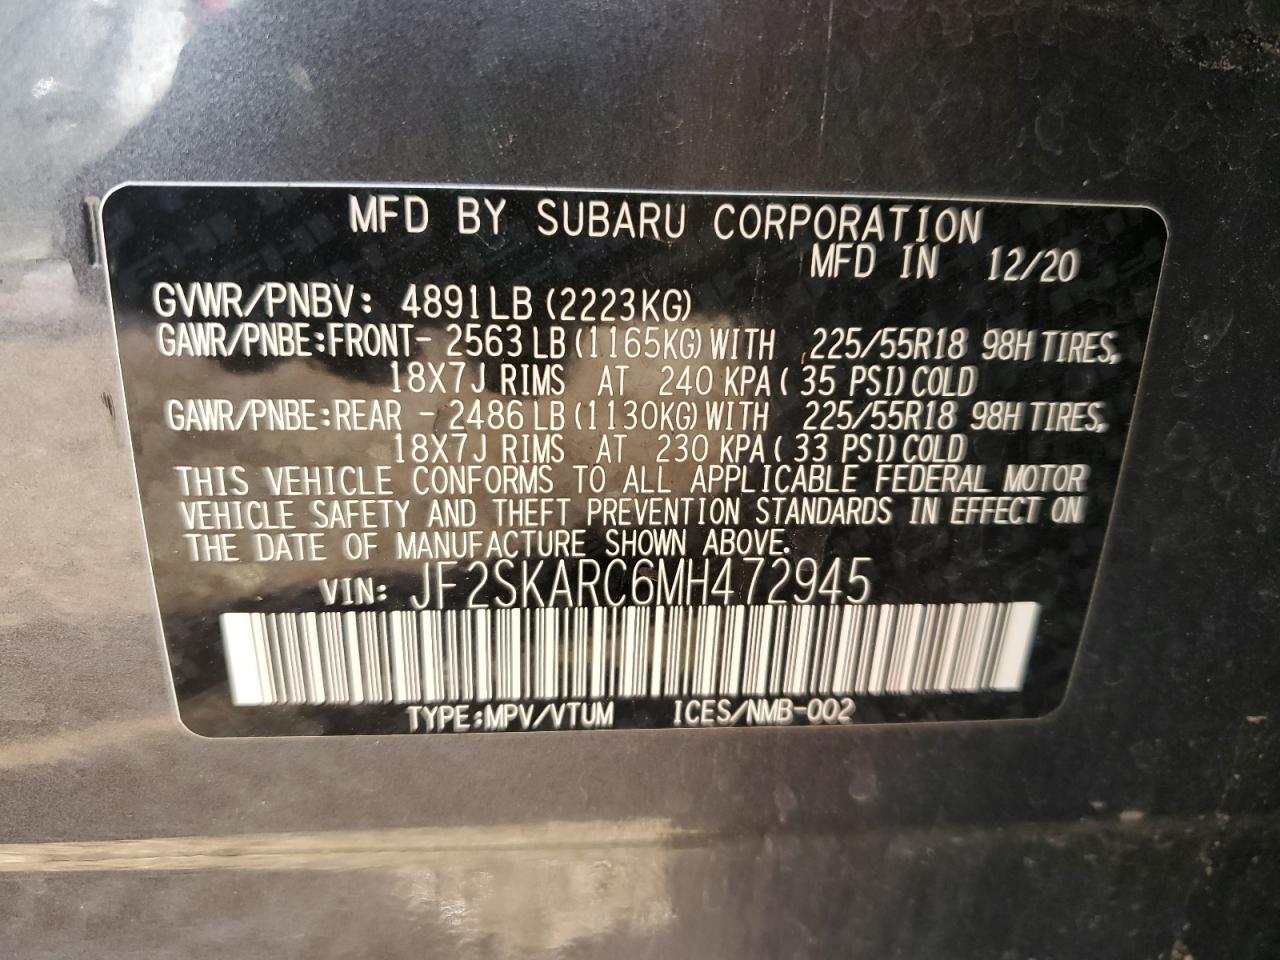 MFD BY SUBARU CORPORATION
MFD IN 12/20
GVWR/PNBV: 4891LB (2223KG)
GAWR/PNBE:FRONT- 2563 LB (1165KG) WITH 225/55R18 98H TIRES,
18X7J RIMS AT 240 KPA ( 35 PSI) COLD
GAWR/PNBE:REAR - 2486 LB (1130KG) WITH 225/55R18 98H TIRES,
18X7J RIMS AT 230 KPA ( 33 PSI) COLD
THIS VEHICLE CONFORMS TO ALL APPLICABLE FEDERAL MOTOR
VEHICLE SAFETY AND THEFT PREVENTION STANDARDS IN EFFECT ON
THE DATE OF MANUFACTURE SHOWN ABOVE.
VIN: JF2SKARC6MH472945
TYPE:MPV/VTUM ICES/NMB-002